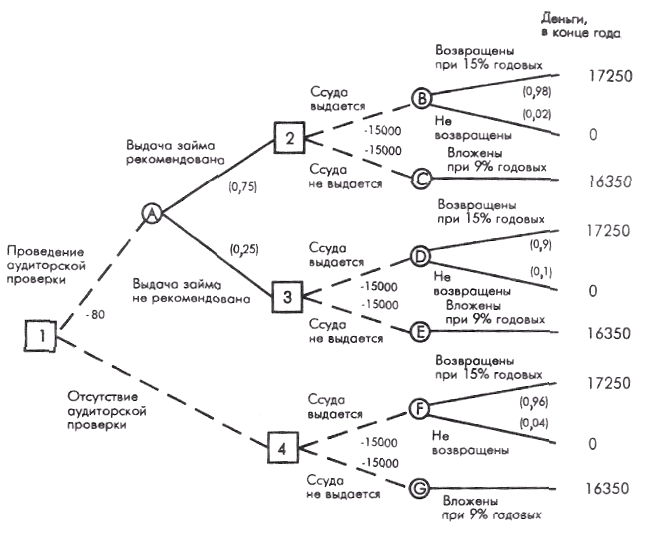 Деньги,
в конце года
Возвращены
при 15% годовых
17250
(0,98)
Ссуда
выдается
B
(0,02)
-15000
Не
возвращены
0
2
-15000
Выдача займа
рекомендована
Ссуда
не выдается
Вложены
при 9% годовых
C
16350
(0,75)
A
Возвращены
при 15% годовых
17250
(0,9)
(0,25)
Ссуда
выдается
D
(0,1)
Проведение
аудиторской
проверки
Выдача займа
не рекомендована
-15000
Не
возвращены
0
3
-15000
-80
Ссуда
не выдается
Вложены
при 9% годовых
E
16350
1
Возвращены
при 15% годовых
17250
(0,96)
Отсутствие
аудиторской
проверки
Ссуда
выдается
F
(0,04)
-15000
Не
возвращены
0
4
-15000
Ссуда
не выдается
G
16350
Вложены
при 9% годовых